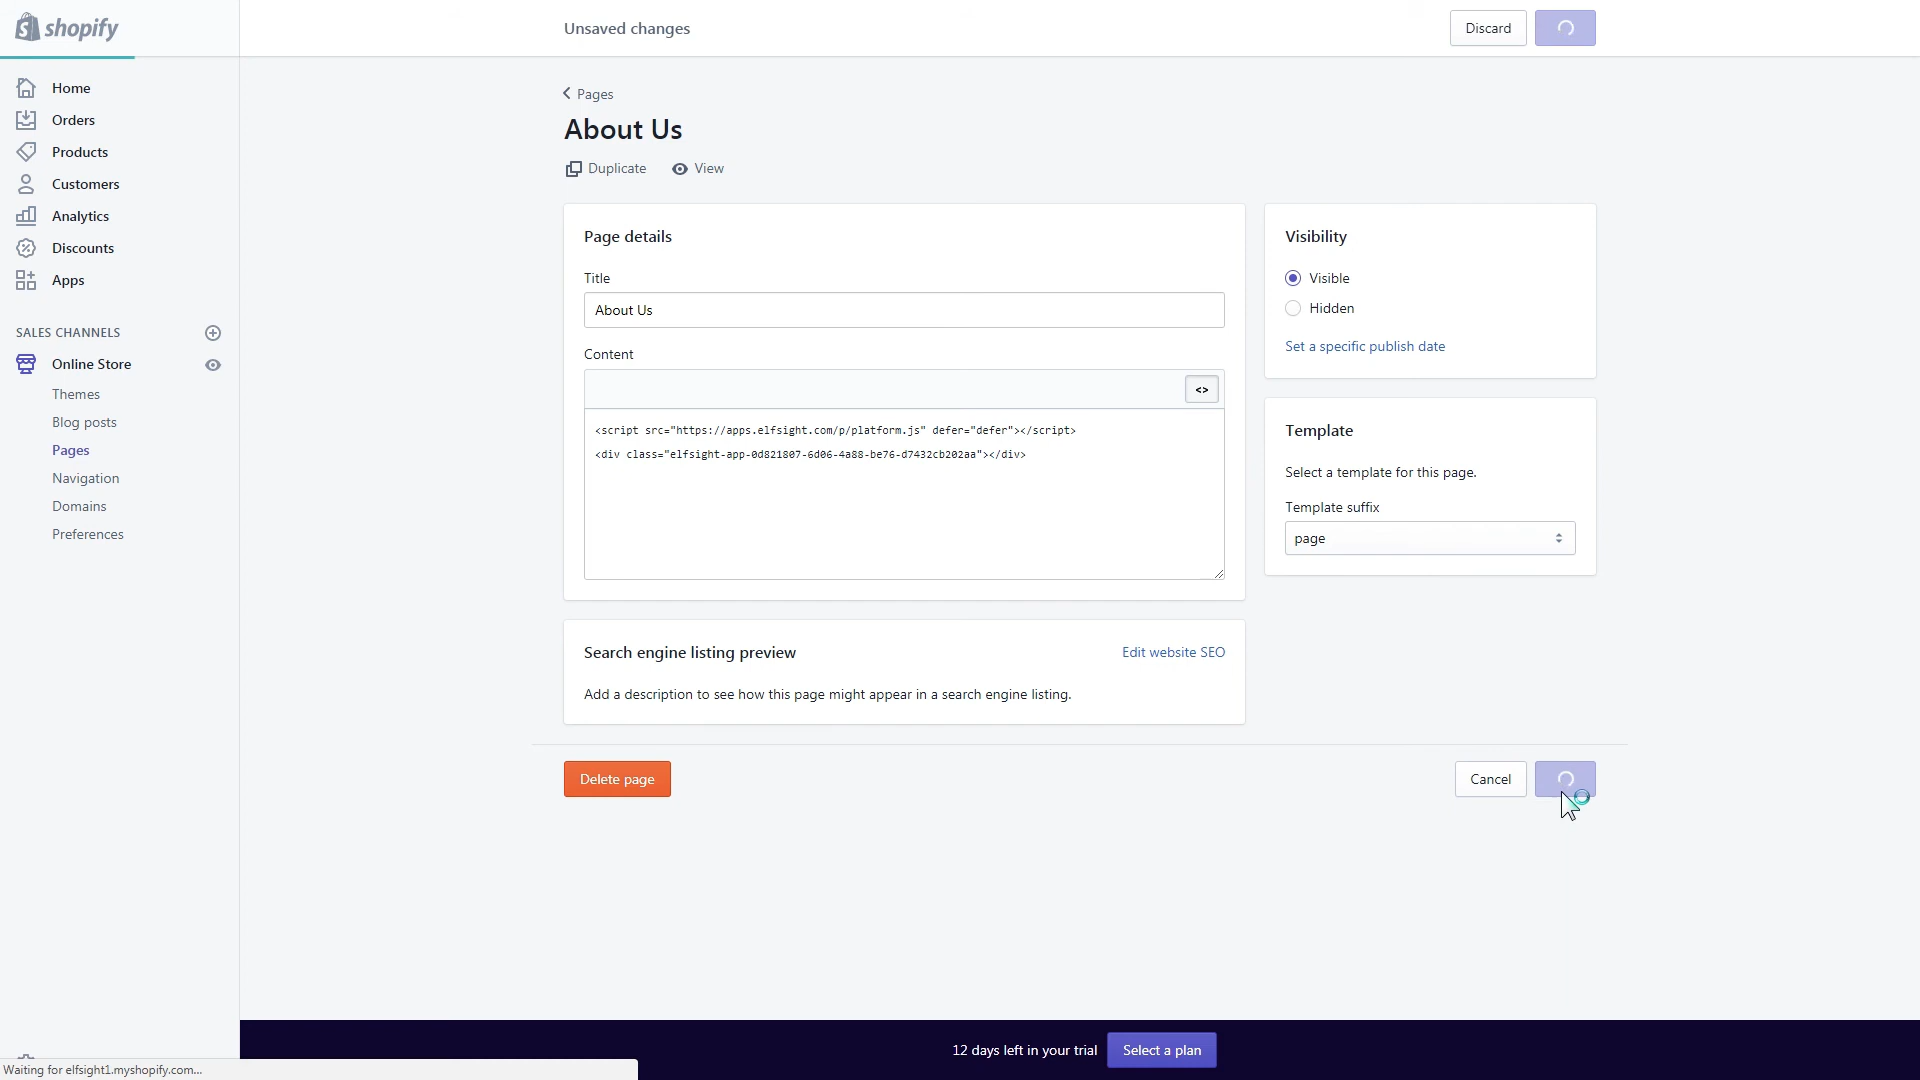 shopify
Unsaved changes
Discard
Home
Orders
Products
Customers
Analytics
Discounts
Apps
SALES CHANNELS
Online Store
Themes
Blog posts
Pages
Navigation
Domains
Preferences
Pages
About Us
Duplicate
View
Page details
Title
About Us
Content
<>
<script src="https://apps.elfsight.com/p/platform.js" defer="defer"></script>
<div class="elfsight-app-0d821807-6d06-4a88-be76-d7432cb202aa"></div>
Search engine listing preview
Edit website SEO
Add a description to see how this page might appear in a search engine listing.
Visibility
Visible
Hidden
Set a specific publish date
Template
Select a template for this page.
Template suffix
page
Delete page
Cancel
12 days left in your trial
Select a plan
Waiting for elfsight1.myshopify.com...